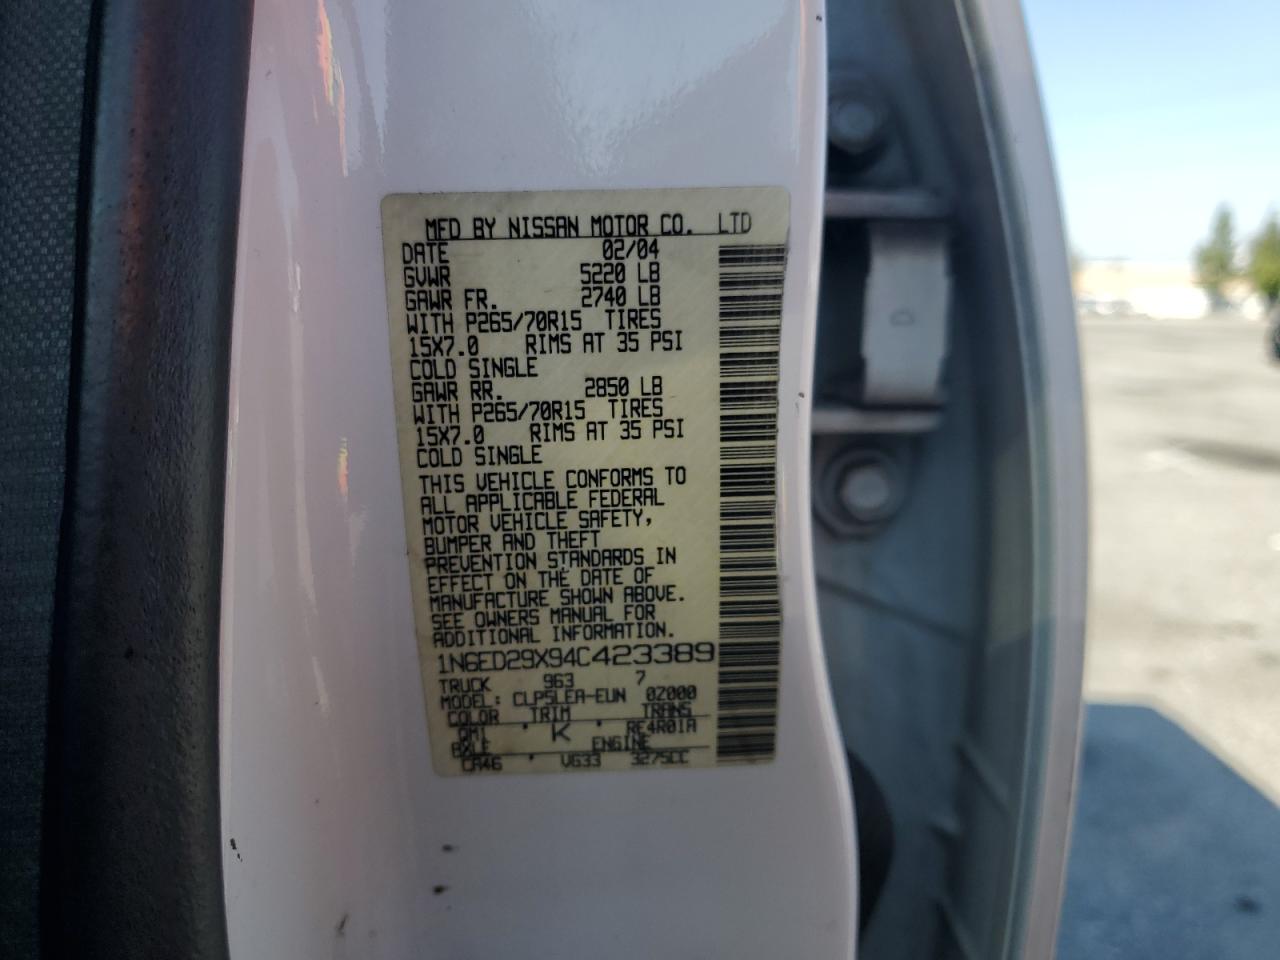 MFD BY NISSAN MOTOR CO. LTD
DATE 02/04
GVWR 5220 LB
GAWR FR. 2740 LB
WITH P265/70R15 TIRES
15X7.0 RIMS AT 35 PSI
COLD SINGLE
GAWR RR. 2850 LB
WITH P265/70R15 TIRES
15X7.0 RIMS AT 35 PSI
COLD SINGLE
THIS VEHICLE CONFORMS TO
ALL APPLICABLE FEDERAL
MOTOR VEHICLE SAFETY,
BUMPER AND THEFT
PREVENTION STANDARDS IN
EFFECT ON THE DATE OF
MANUFACTURE SHOWN ABOVE.
SEE OWNERS MANUAL FOR
ADDITIONAL INFORMATION.
1N6ED29X94C423389
TRUCK 963 7
MODEL: CLPSLEA-EUN 0Z000
COLOR TRIM TRANS
QM1 K RE4R01A
AXLE ENGINE
CA46 VG33 3275CC